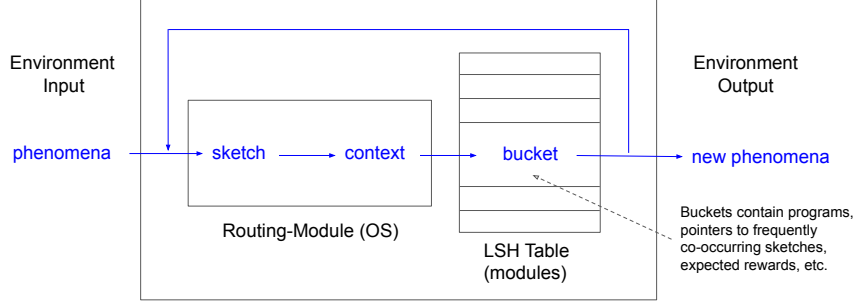 Environment
Input
Environment
Output
phenomena
sketch
context
bucket
new phenomena
Routing-Module (OS)
LSH Table
(modules)
Buckets contain programs,
pointers to frequently
co-occurring sketches,
expected rewards, etc.